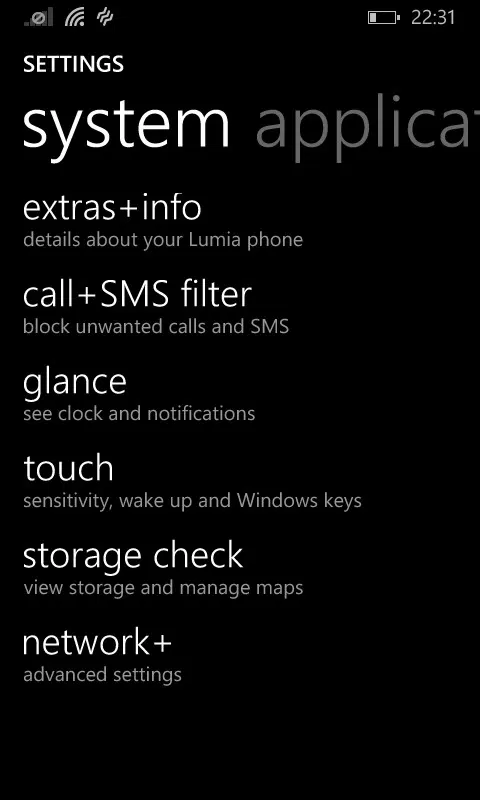 22:31
SETTINGS
system applicat
extras+info
details about your Lumia phone
call+SMS filter
block unwanted calls and SMS
glance
see clock and notifications
touch
sensitivity, wake up and Windows keys
storage check
view storage and manage maps
network+
advanced settings